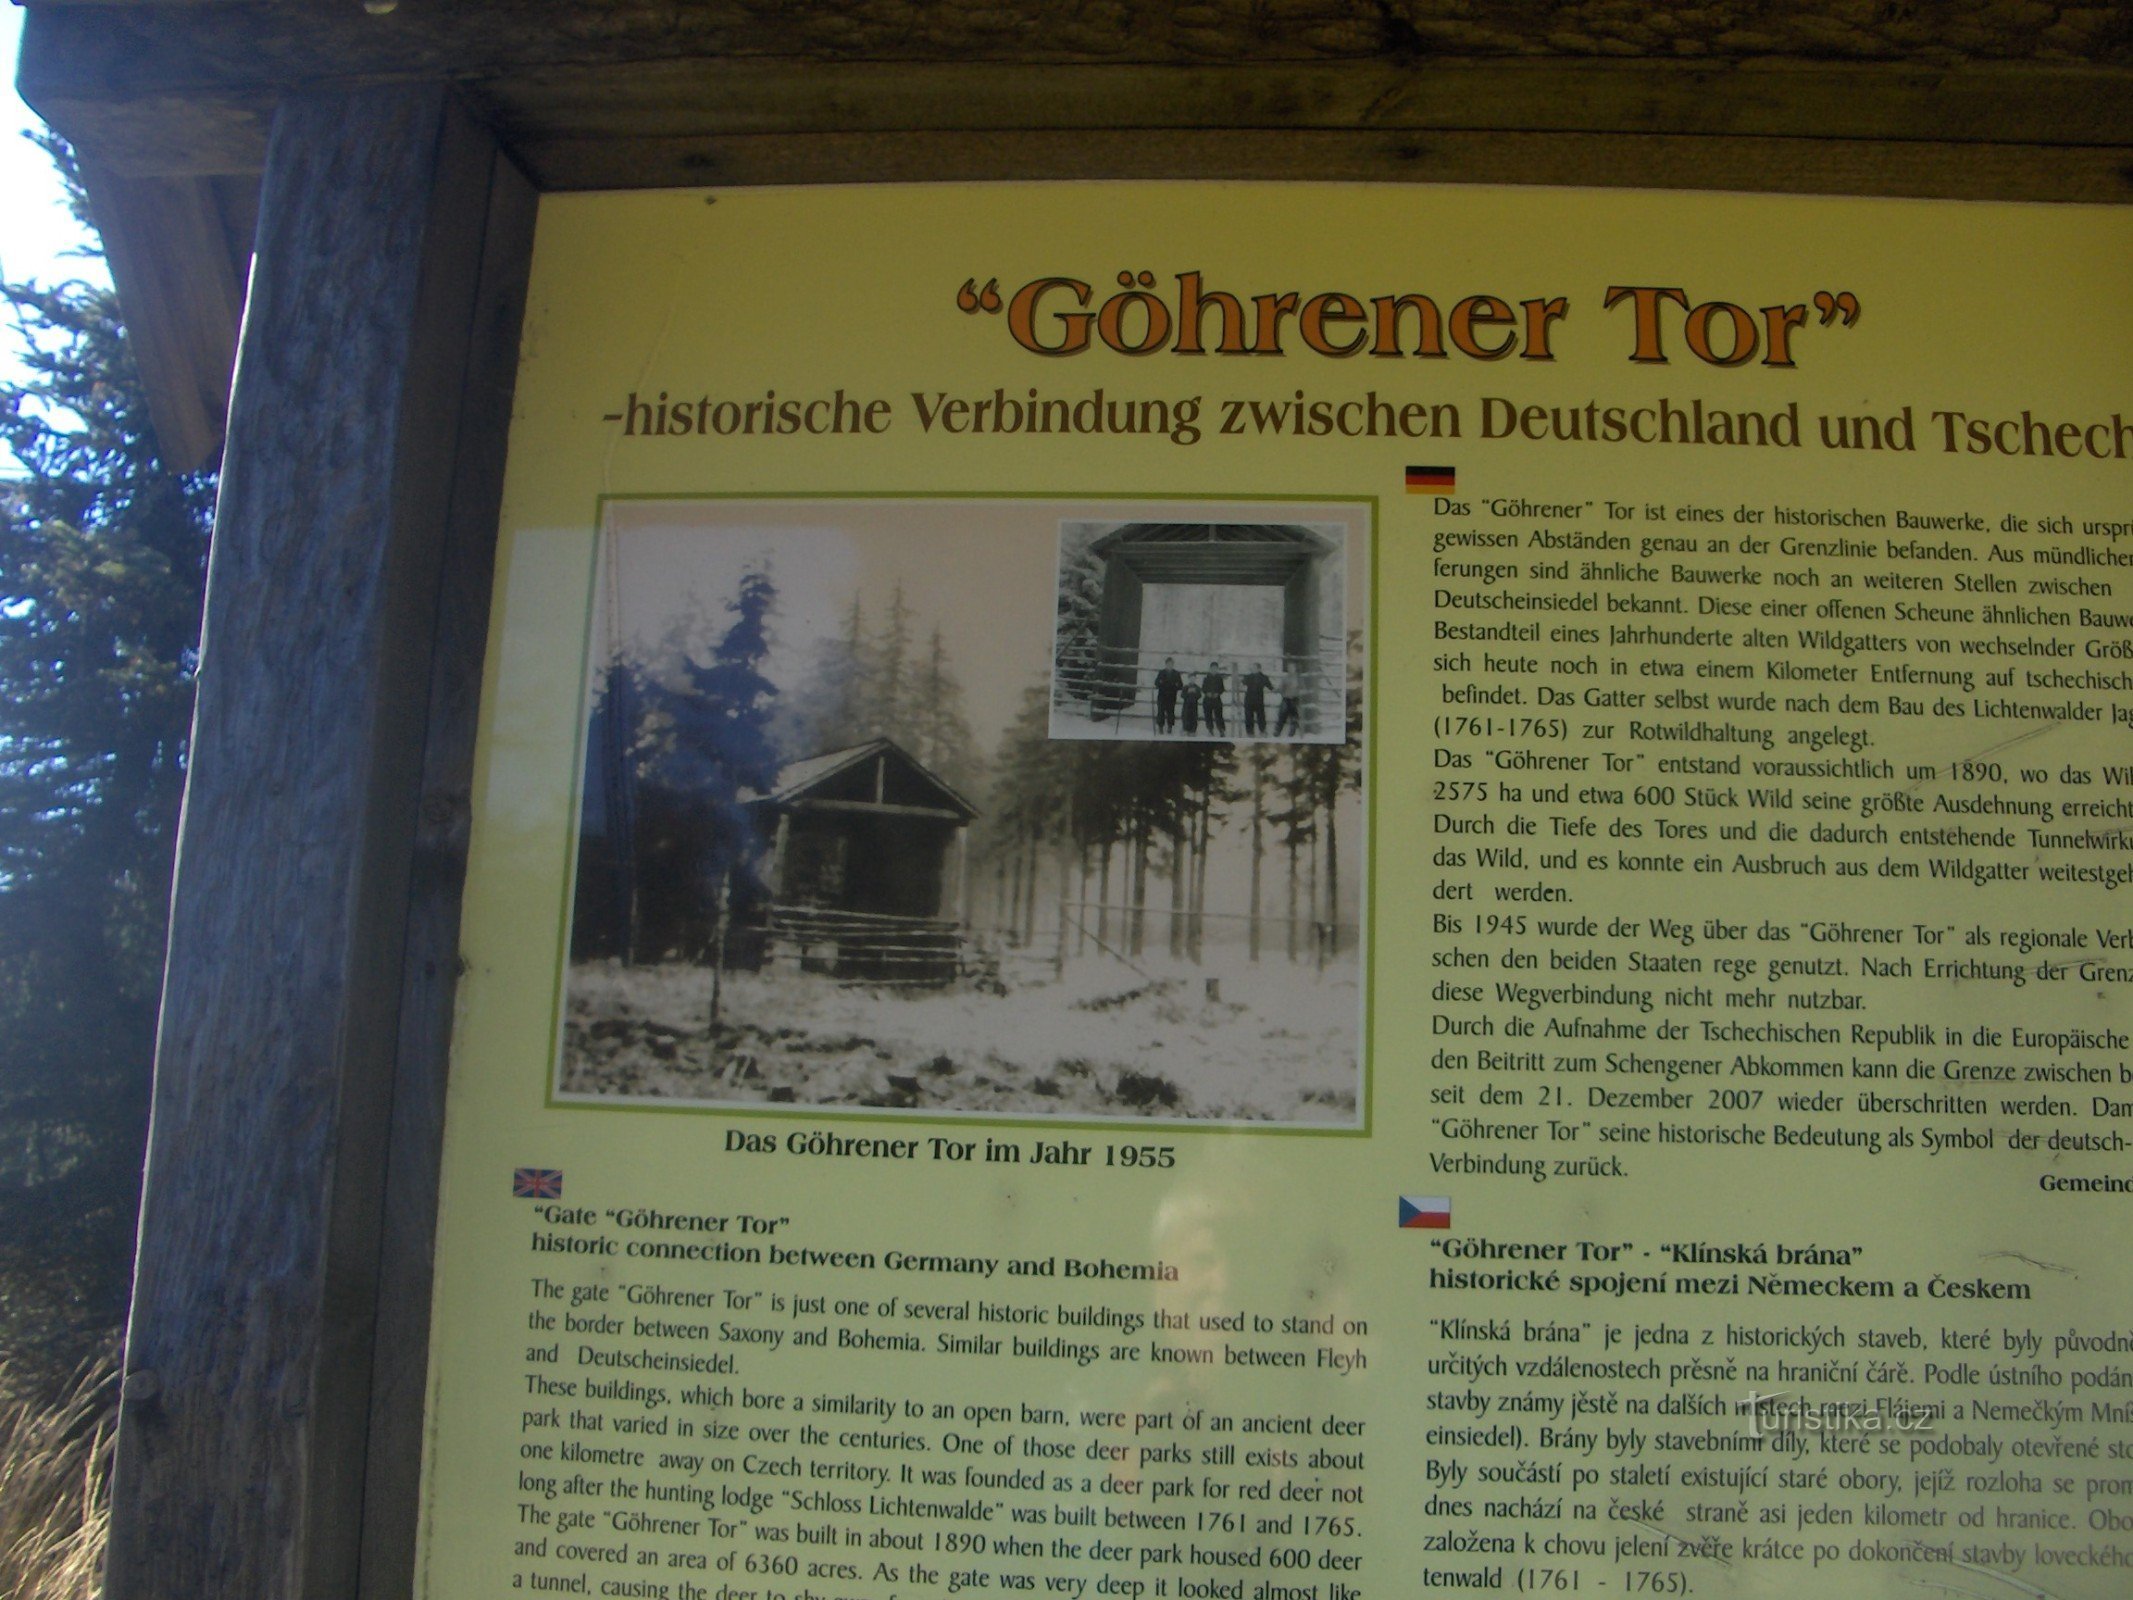 “Göhrener Tor”
-historische Verbindung zwischen Deutschland und Tschech
Das "Göhrener" Tor ist eines der historischen Bauwerke, die sich urspr
gewissen Abständen genau an der Grenzlinie befanden. Aus mündlicher
ferungen sind ähnliche Bauwerke noch an weiteren Stellen zwischen
Deutscheinsiedel bekannt. Diese einer offenen Scheune ähnlichen Bauw
Bestandteil eines Jahrhunderte alten Wildgatters von wechselnder Größ
sich heute noch in etwa einem Kilometer Entfernung auf tschechisch
befindet. Das Gatter selbst wurde nach dem Bau des Lichtenwalder Jag
(1761-1765) zur Rotwildhaltung angelegt.
Das "Göhrener Tor" entstand voraussichtlich um 1890, wo das Wil
2575 ha und etwa 600 Stück Wild seine größte Ausdehnung erreicht
Durch die Tiefe des Tores und die dadurch entstehende Tunnelwirk
das Wild, und es konnte ein Ausbruch aus dem Wildgatter weitestgeh
dert werden.
Bis 1945 wurde der Weg über das "Göhrener Tor" als regionale Verb
schen den beiden Staaten rege genutzt. Nach Errichtung der Grenz
diese Wegverbindung nicht mehr nutzbar.
Durch die Aufnahme der Tschechischen Republik in die Europäische
den Beitritt zum Schengener Abkommen kann die Grenze zwischen b
seit dem 21. Dezember 2007 wieder überschritten werden. Dam
"Göhrener Tor" seine historische Bedeutung als Symbol der deutsch-
Verbindung zurück.
Gemeind
Das Göhrener Tor im Jahr 1955
"Gate "Göhrener Tor"
historic connection between Germany and Bohemia
The gate "Göhrener Tor" is just one of several historic buildings that used to stand on
the border between Saxony and Bohemia. Similar buildings are known between Fleyh
and Deutscheinsiedel.
These buildings, which bore a similarity to an open barn, were part of an ancient deer
park that varied in size over the centuries. One of those deer parks still exists about
one kilometre away on Czech territory. It was founded as a deer park for red deer not
long after the hunting lodge "Schloss Lichtenwalde" was built between 1761 and 1765.
The gate "Göhrener Tor" was built in about 1890 when the deer park housed 600 deer
and covered an area of 6360 acres. As the gate was very deep it looked almost like
a tunnel, causing the deer to shy
"Göhrener Tor" - "Klínská brána"
historické spojení mezi Německem a Českem
"Klínská brána" je jedna z historických staveb, které byly původně
určitých vzdálenostech přesně na hraniční čáře. Podle ústního podán
stavby známy jěstě na dalších místech mezi Flájemi a Nemečkým Mní
einsiedel). Brány byly stavebními díly, které se podobaly otevřené sto
Byly součástí po staletí existující staré obory, jejíž rozloha se prom
dnes nachází na české straně asi jeden kilometr od hranice. Obo
založena k chovu jelení zvěře krátce po dokončení stavby loveckého
tenwald (1761 - 1765).
turistika.cz